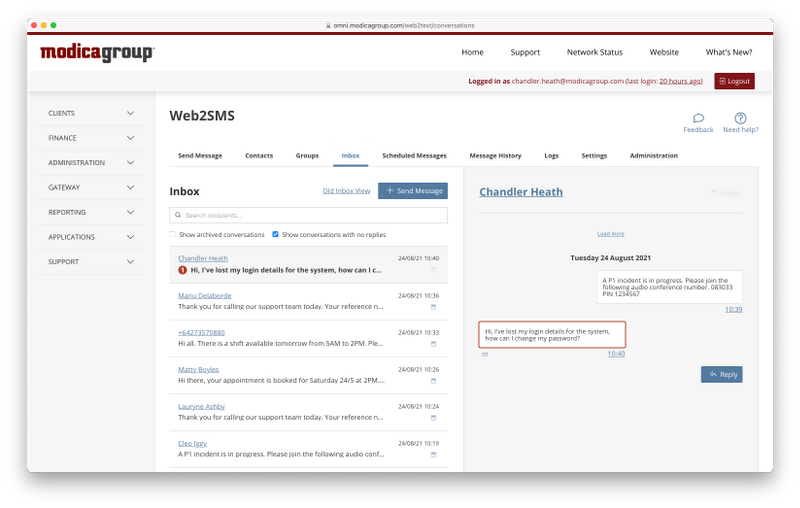 omni.modicagroup.com/web2text/conversations
modicagroup
Home Support Network Status Website What's New?
Logged in as chandler.heath@modicagroup.com (last login: 20 hours ago) Logout
CLIENTS
FINANCE
ADMINISTRATION
GATEWAY
REPORTING
APPLICATIONS
SUPPORT
Web2SMS
Feedback Need help?
Send Message Contacts Groups Inbox Scheduled Messages Message History Logs Settings Administration
Inbox
Old Inbox View
Send Message
Search recipients...
Show archived conversations Show conversations with no replies
Chandler Heath 24/08/21 10:40
1 Hi, I've lost my login details for the system, how can I c...
Manu Delaborde 24/08/21 10:36
Thank you for calling our support team today. Your reference n...
+64273570880 24/08/21 10:33
Hi all. There is a shift available tomorrow from 5AM to 2PM. Ple...
Matty Boyles 24/08/21 10:26
Hi there, your appointment is booked for Saturday 24/5 at 2PM....
Lauryne Ashby 24/08/21 10:24
Thank you for calling our support team today. Your reference n...
Cleo Iggy 24/08/21 10:19
A P1 incident is in progress. Please join the following audio conf...
Chandler Heath
Load more
Tuesday 24 August 2021
A P1 incident is in progress. Please join the
following audio conference number. 083033
PIN 1234567
10:39
Hi, I've lost my login details for the system,
how can I change my password?
10:40
Reply